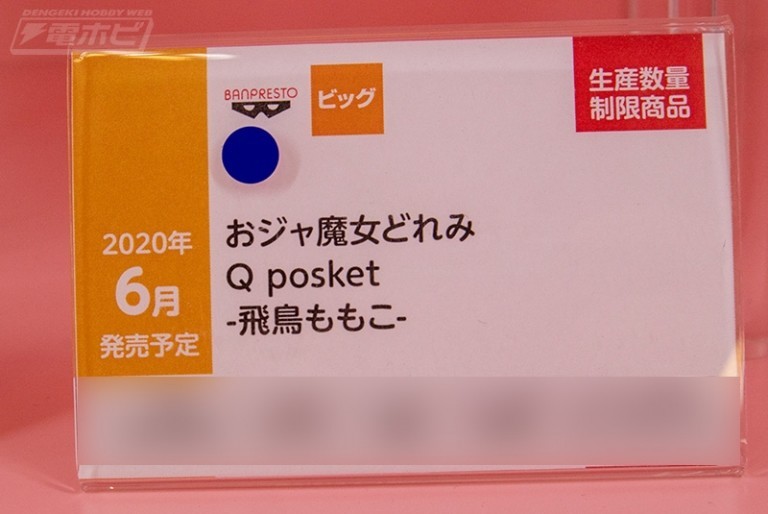 DENGEKI HOBBY WEB
電ホビ
BANPRESTO
ビッグ
生産数量
制限商品
2020年
6月
発売予定
おジャ魔女どれみ
Q posket
-飛鳥ももこ-